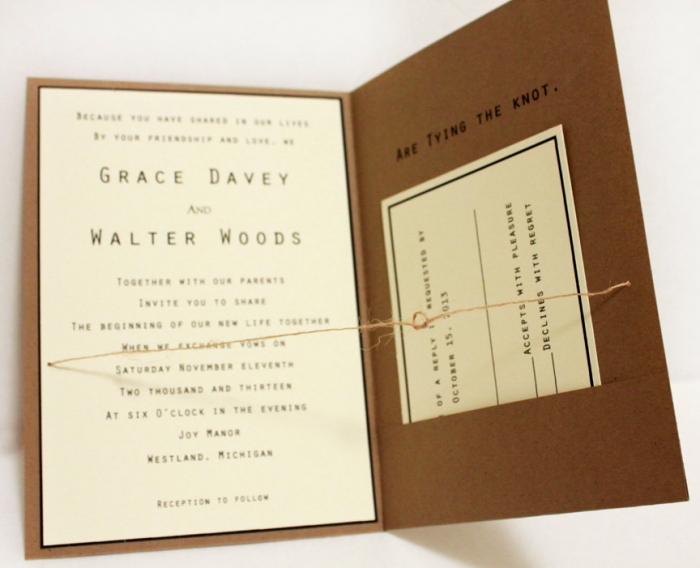 Because you have shared in our lives
By your friendship and love, we
Grace Davey
And
Walter Woods
Together with our parents
Invite you to share
The beginning of our new life together
When we exchange vows on
Saturday November eleventh
Two thousand and thirteen
At six O'clock in the evening
Joy Manor
Westland, Michigan
Reception to follow
Are Tying the knot.
of a reply requested by
October 15, 2013
Accepts with pleasure
Declines with regret